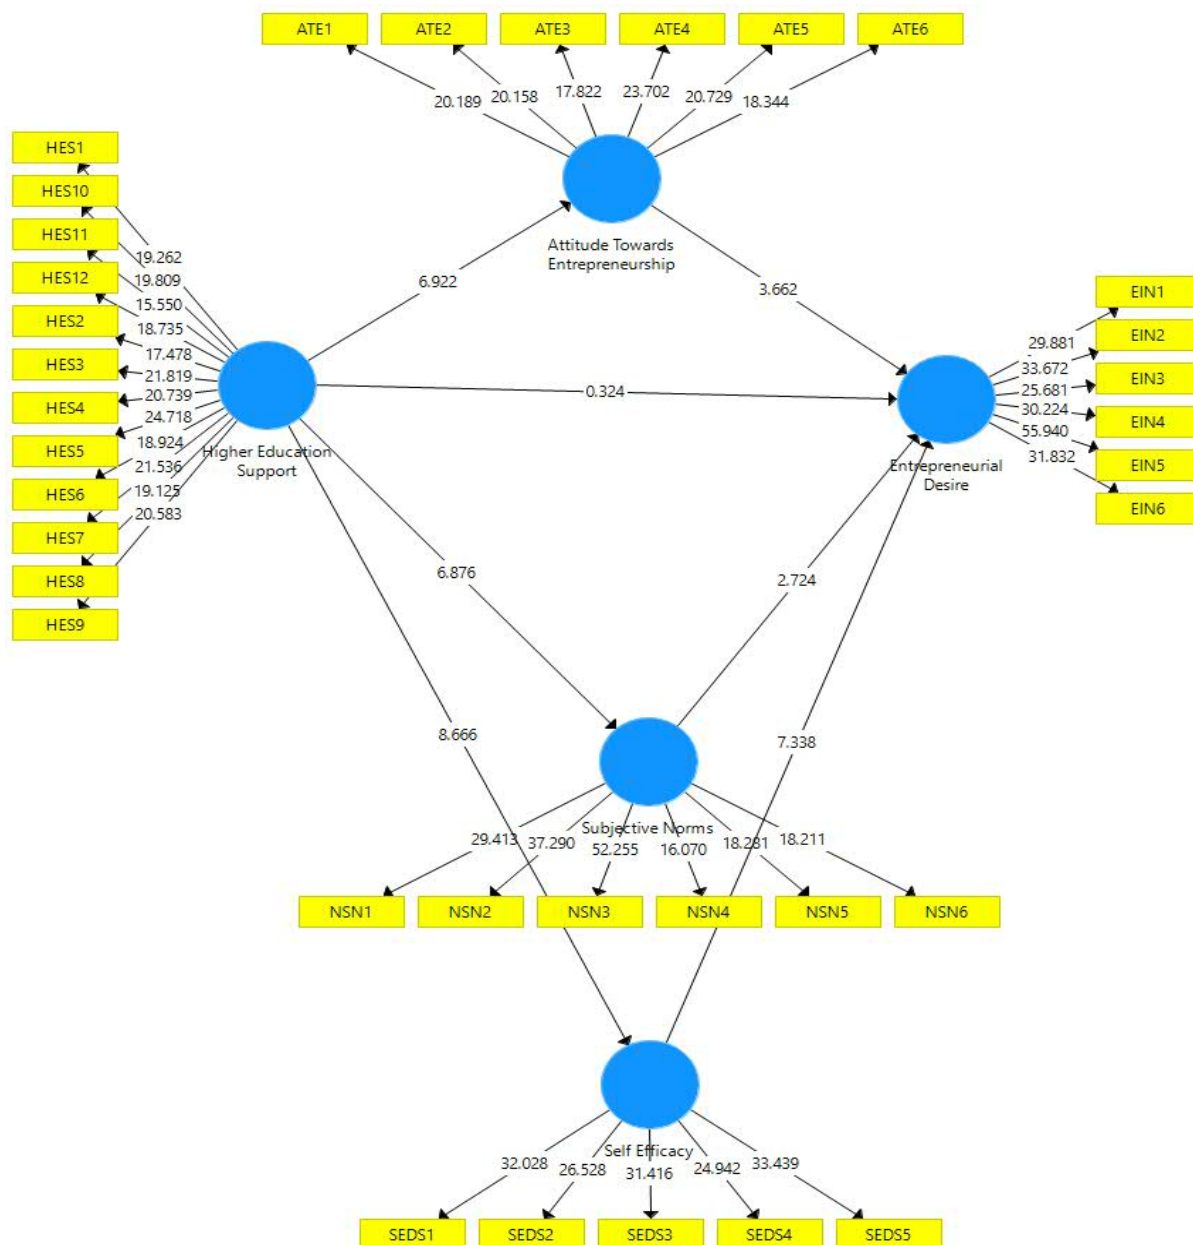 ATE1 ATE2 ATE3 ATE4 ATE5 ATE6
20.189 20.158 17.822 23.702 20.729 18.344
HES1
HES10
HES11
HES12
HES2
HES3
HES4
HES5
HES6
HES7
HES8
HES9
19.262
19.809
15.550
18.735
17.478
21.819
20.739
24.718
18.924
21.536
19.125
20.583
Higher Education
Support
Attitude Towards
Entrepreneurship
6.922
3.662
0.324
6.876
2.724
8.666
7.338
Entrepreneurial
Desire
29.881
33.672
25.681
30.224
55.940
31.832
EIN1
EIN2
EIN3
EIN4
EIN5
EIN6
Subjective Norms
29.413 37.290 52.255 16.070 18.281 18.211
NSN1 NSN2 NSN3 NSN4 NSN5 NSN6
Self Efficacy
32.028 26.528 31.416 24.942 33.439
SEDS1 SEDS2 SEDS3 SEDS4 SEDS5